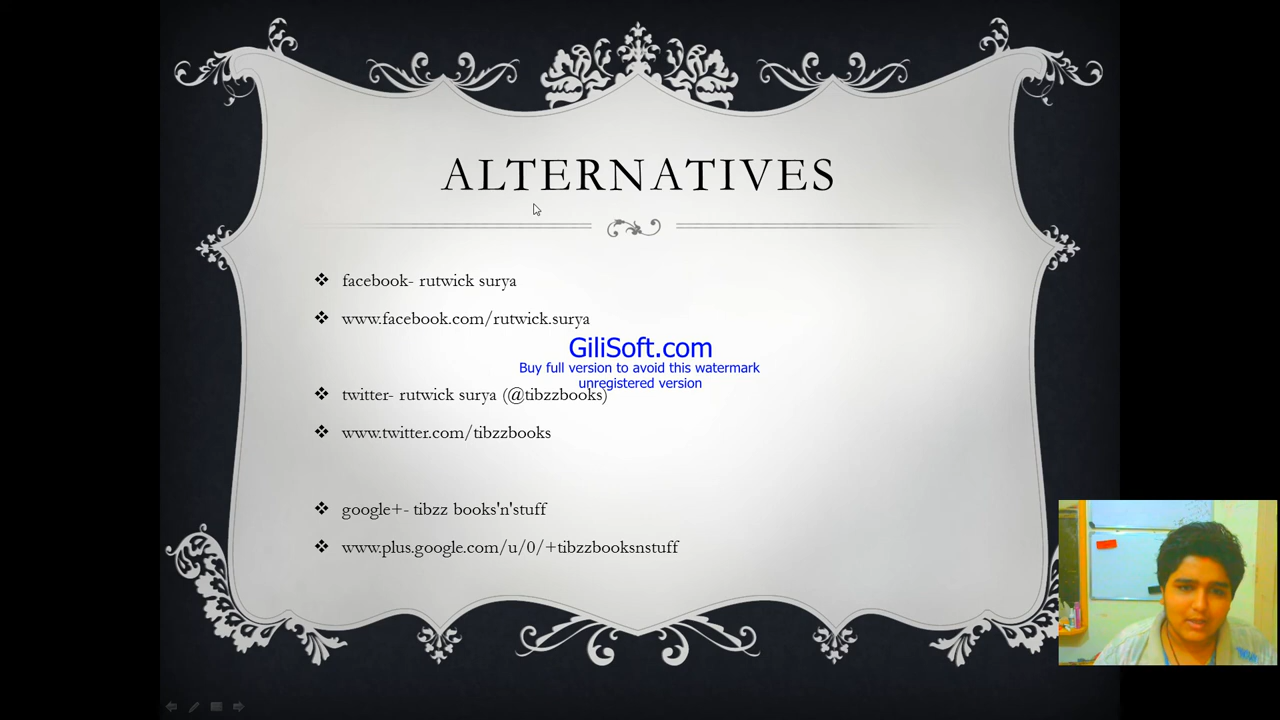 ALTERNATIVES
facebook- rutwick surya
www.facebook.com/rutwick.surya
GiliSoft.com
Buy full version to avoid this watermark
unregistered version
twitter- rutwick surya (@tibzzbooks)
www.twitter.com/tibzzbooks
google+- tibzz books'n'stuff
www.plus.google.com/u/0/+tibzzbooksnstuff